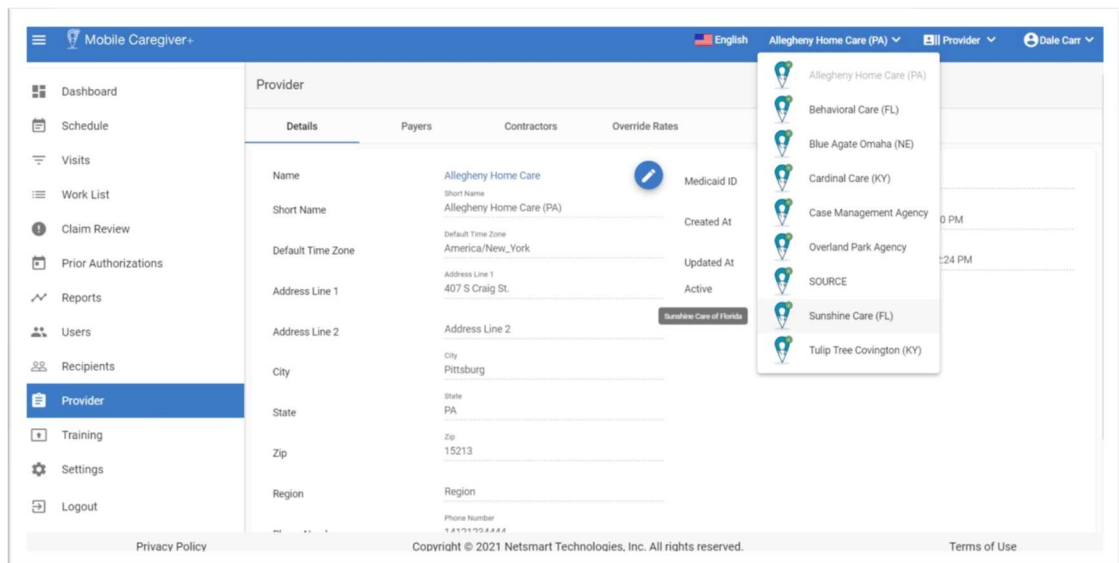 Mobile Caregiver+
English
Allegheny Home Care (PA)
Provider
Dale Carr
Dashboard
Schedule
Visits
Work List
Claim Review
Prior Authorizations
Reports
Users
Recipients
Provider
Training
Settings
Logout
Provider
Details Payers Contractors Override Rates
Name Allegheny Home Care
Short Name
Short Name Allegheny Home Care (PA)
Default Time Zone
Default Time Zone America/New_York
Address Line 1
Address Line 1 407 S Craig St.
Address Line 2 Address Line 2
City
City Pittsburg
State
State PA
Zip
Zip 15213
Region Region
Phone Number
14121234444
Medicaid ID
Created At 0 PM
Updated At :24 PM
Active
Sunshine Care of Florida
Allegheny Home Care (PA)
Behavioral Care (FL)
Blue Agate Omaha (NE)
Cardinal Care (KY)
Case Management Agency
Overland Park Agency
SOURCE
Sunshine Care (FL)
Tulip Tree Covington (KY)
Privacy Policy Copyright © 2021 Netsmart Technologies, Inc. All rights reserved. Terms of Use